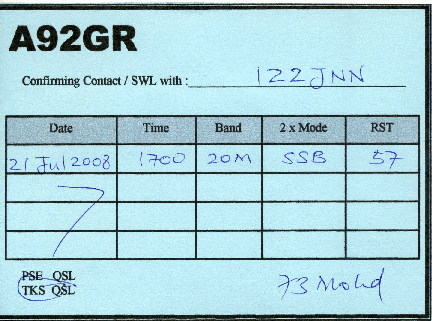 A92GR
Confirming Contact / SWL with : IZ2JNN
Date Time Band 2 x Mode RST
21 Jul 2008 1700 20M SSB 57
PSE QSL
TKS QSL
73 Mohd